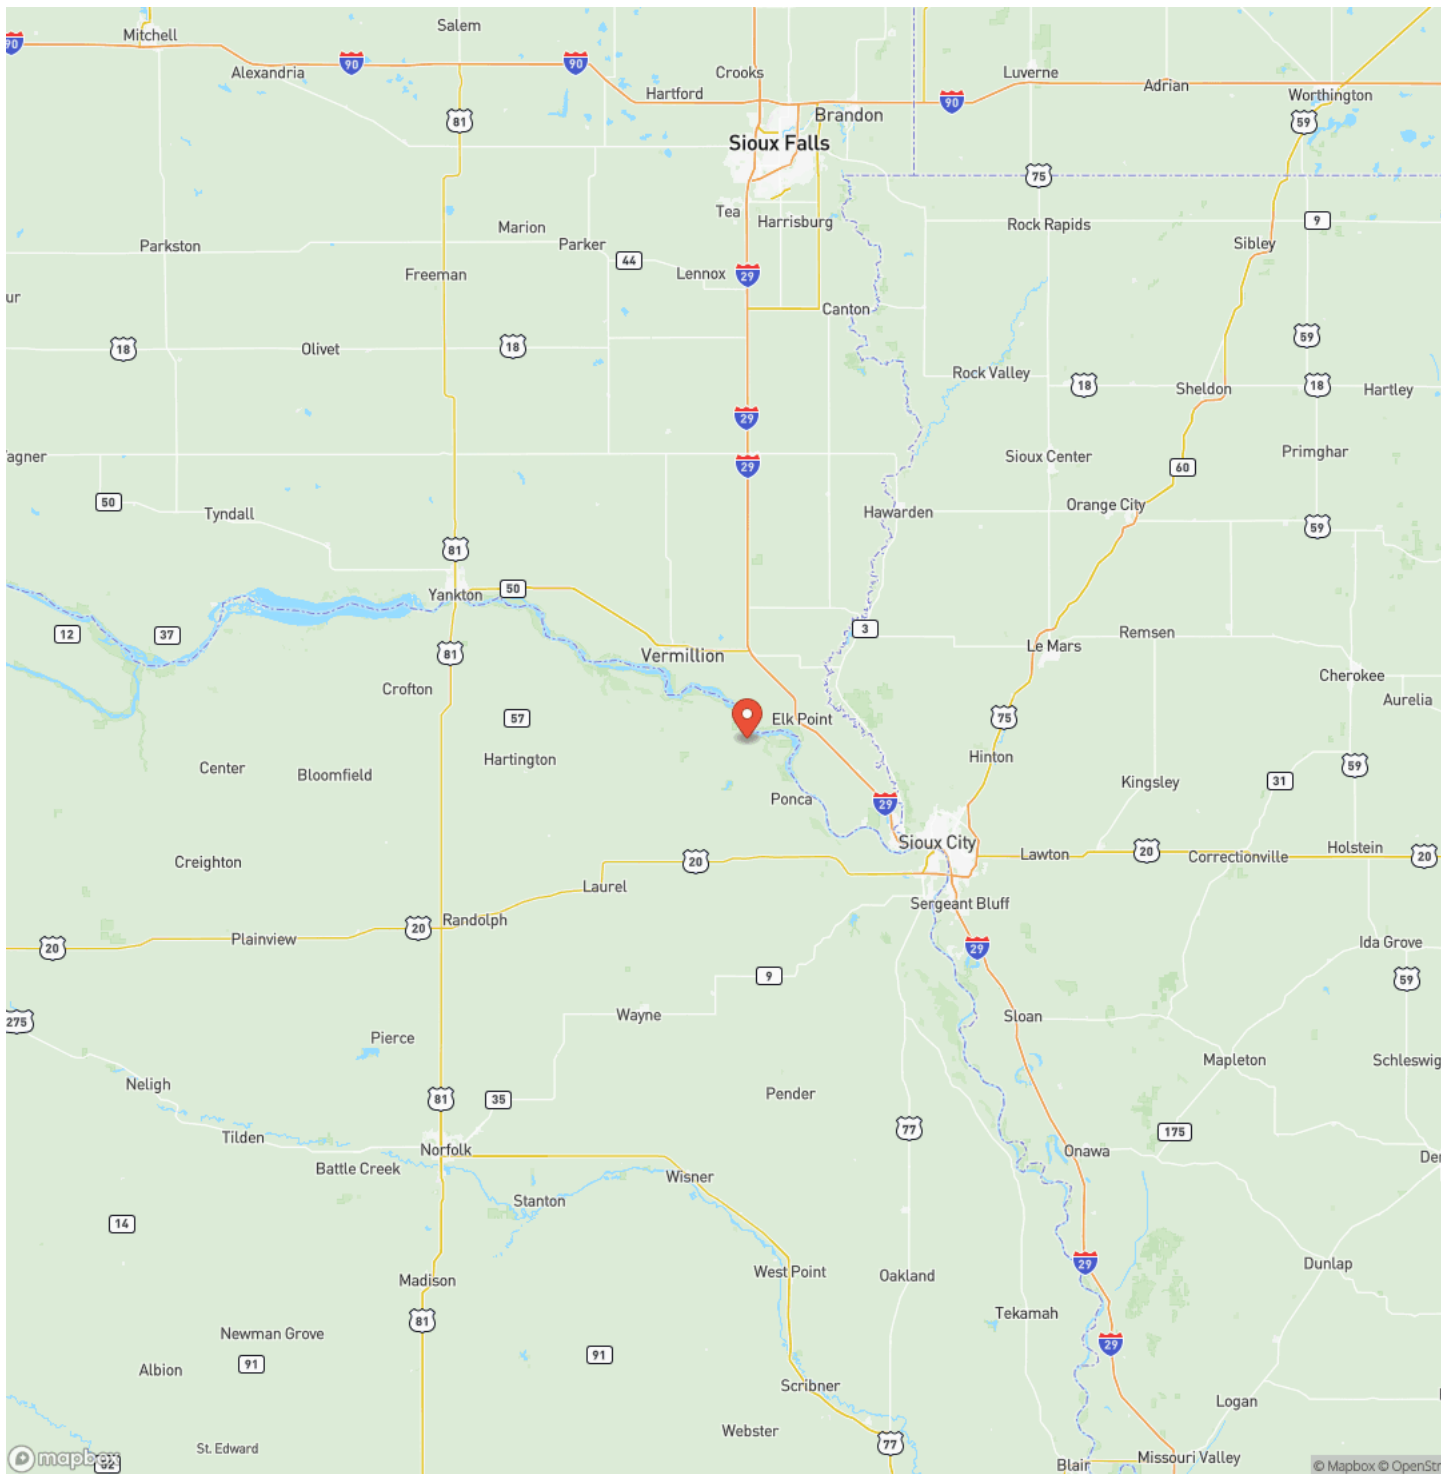 Salem
Mitchell
90
Alexandria
90
90
Crooks
Luverne
Adrian
Hartford
Worthington
90
Brandon
81
59
Sioux Falls
75
Tea
Harrisburg
Marion
Rock Rapids
9
Parkston
Parker
Sibley
44
Freeman
Lennox
29
Canton
18
Olivet
18
59
Rock Valley
18
Sheldon
18
Hartley
29
Sioux Center
Primghar
29
60
50
Tyndall
Hawarden
Orange City
59
81
Yankton
50
12
37
3
Remsen
81
Vermillion
Le Mars
Cherokee
Crofton
Aurelia
57
Elk Point
75
Hartington
Hinton
Center
Bloomfield
59
Kingsley
31
Ponca
29
Creighton
20
Sioux City
Lawton
20
Correctionville
Holstein
20
Laurel
Sergeant Bluff
Randolph
20
Plainview
20
29
Ida Grove
9
59
275
Wayne
Sloan
Pierce
Mapleton
Schleswig
Neligh
Pender
81
35
77
175
Tilden
Norfolk
Onawa
Battle Creek
Wisner
Stanton
14
West Point
Oakland
29
Dunlap
Madison
Tekamah
81
Newman Grove
91
91
29
Albion
Scribner
Logan
Webster
St. Edward
77
mapbox
Blair
Missouri Valley
© Mapbox © OpenStr